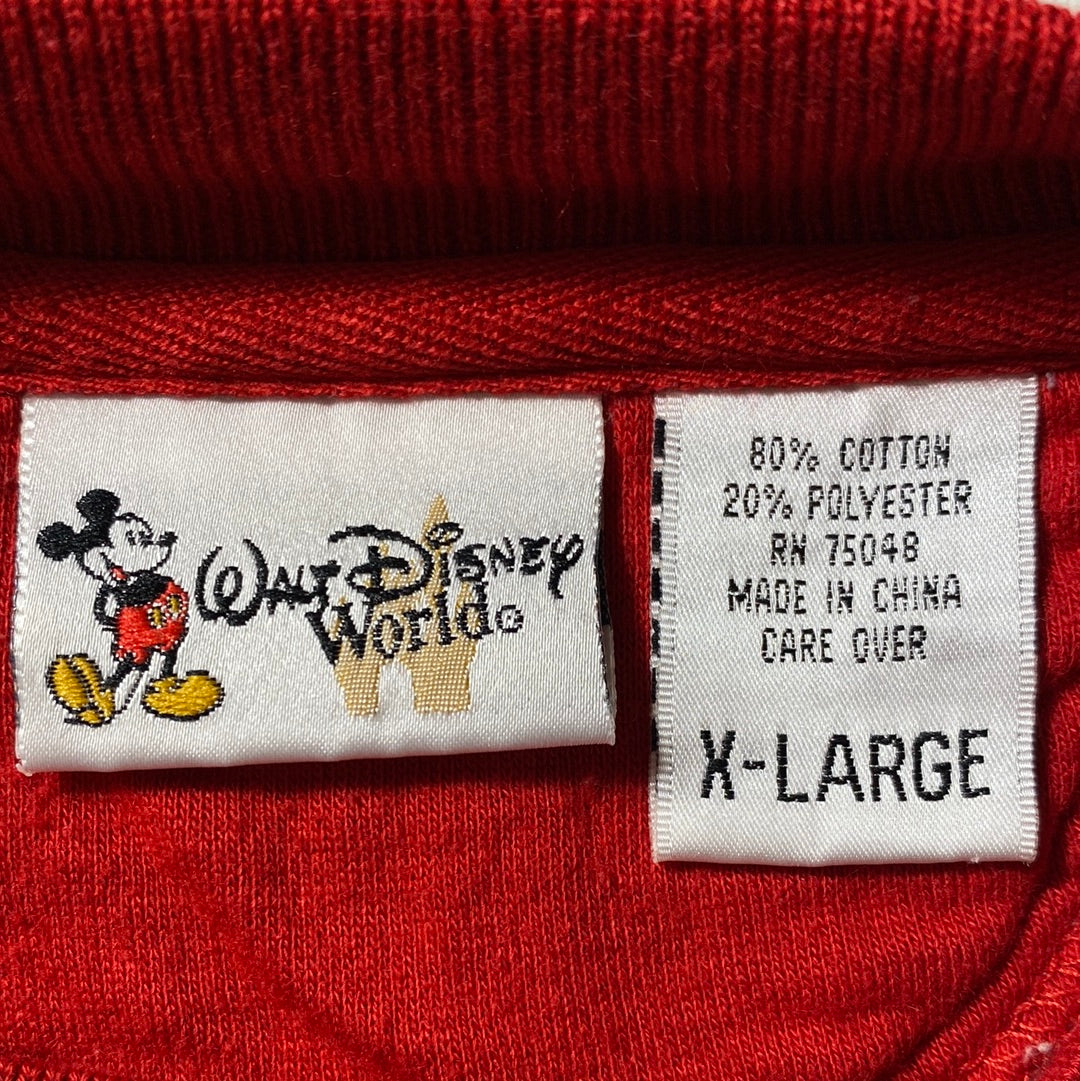 Walt Disney
World®
80% COTTON
20% POLYESTER
RN 75048
MADE IN CHINA
CARE OVER
X-LARGE